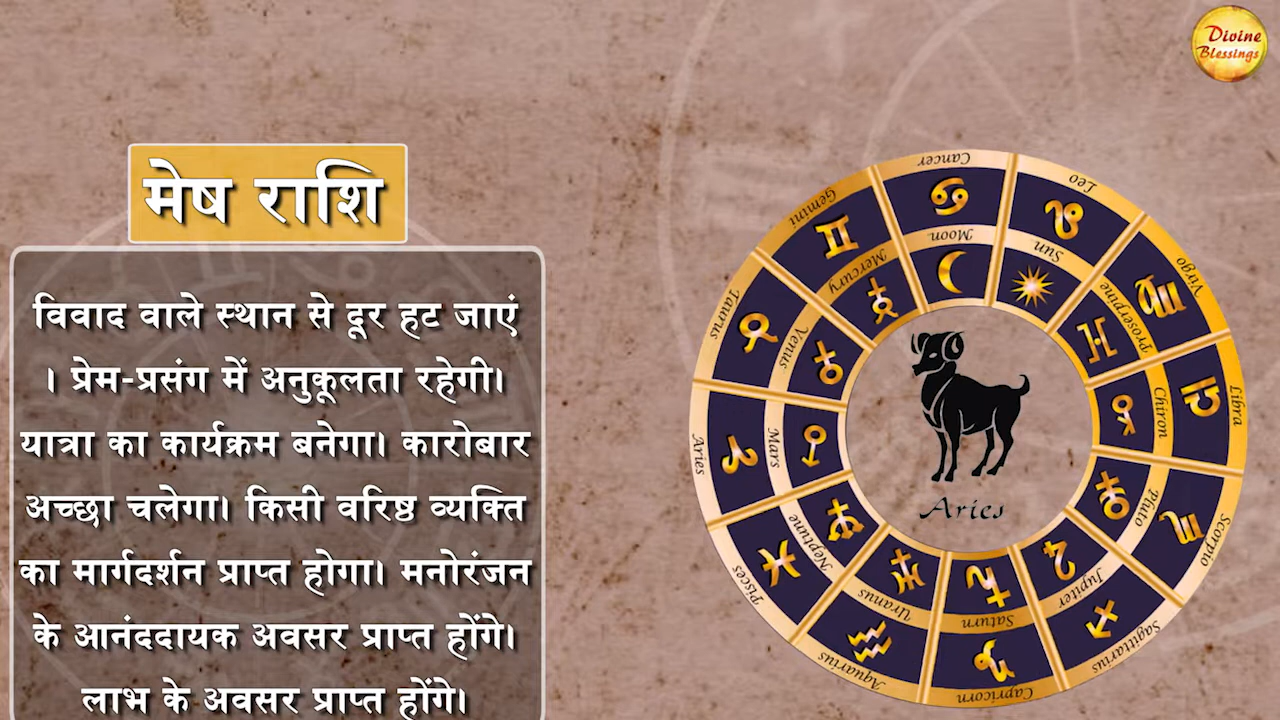 Divine
Blessings
मेष राशि
विवाद वाले स्थान से दूर हट जाएं
। प्रेम-प्रसंग में अनुकूलता रहेगी।
यात्रा का कार्यक्रम बनेगा। कारोबार
अच्छा चलेगा। किसी वरिष्ठ व्यक्ति
का मार्गदर्शन प्राप्त होगा। मनोरंजन
के आनंददायक अवसर प्राप्त होंगे।
लाभ के अवसर प्राप्त होंगे।
Cancer
Leo
Virgo
Libra
Scorpio
Sagittarius
Capricorn
Aquarius
Pisces
Aries
Taurus
Gemini
Moon
Sun
Proserpine
Chiron
Pluto
Jupiter
Saturn
Uranus
Neptune
Mars
Venus
Mercury
Aries